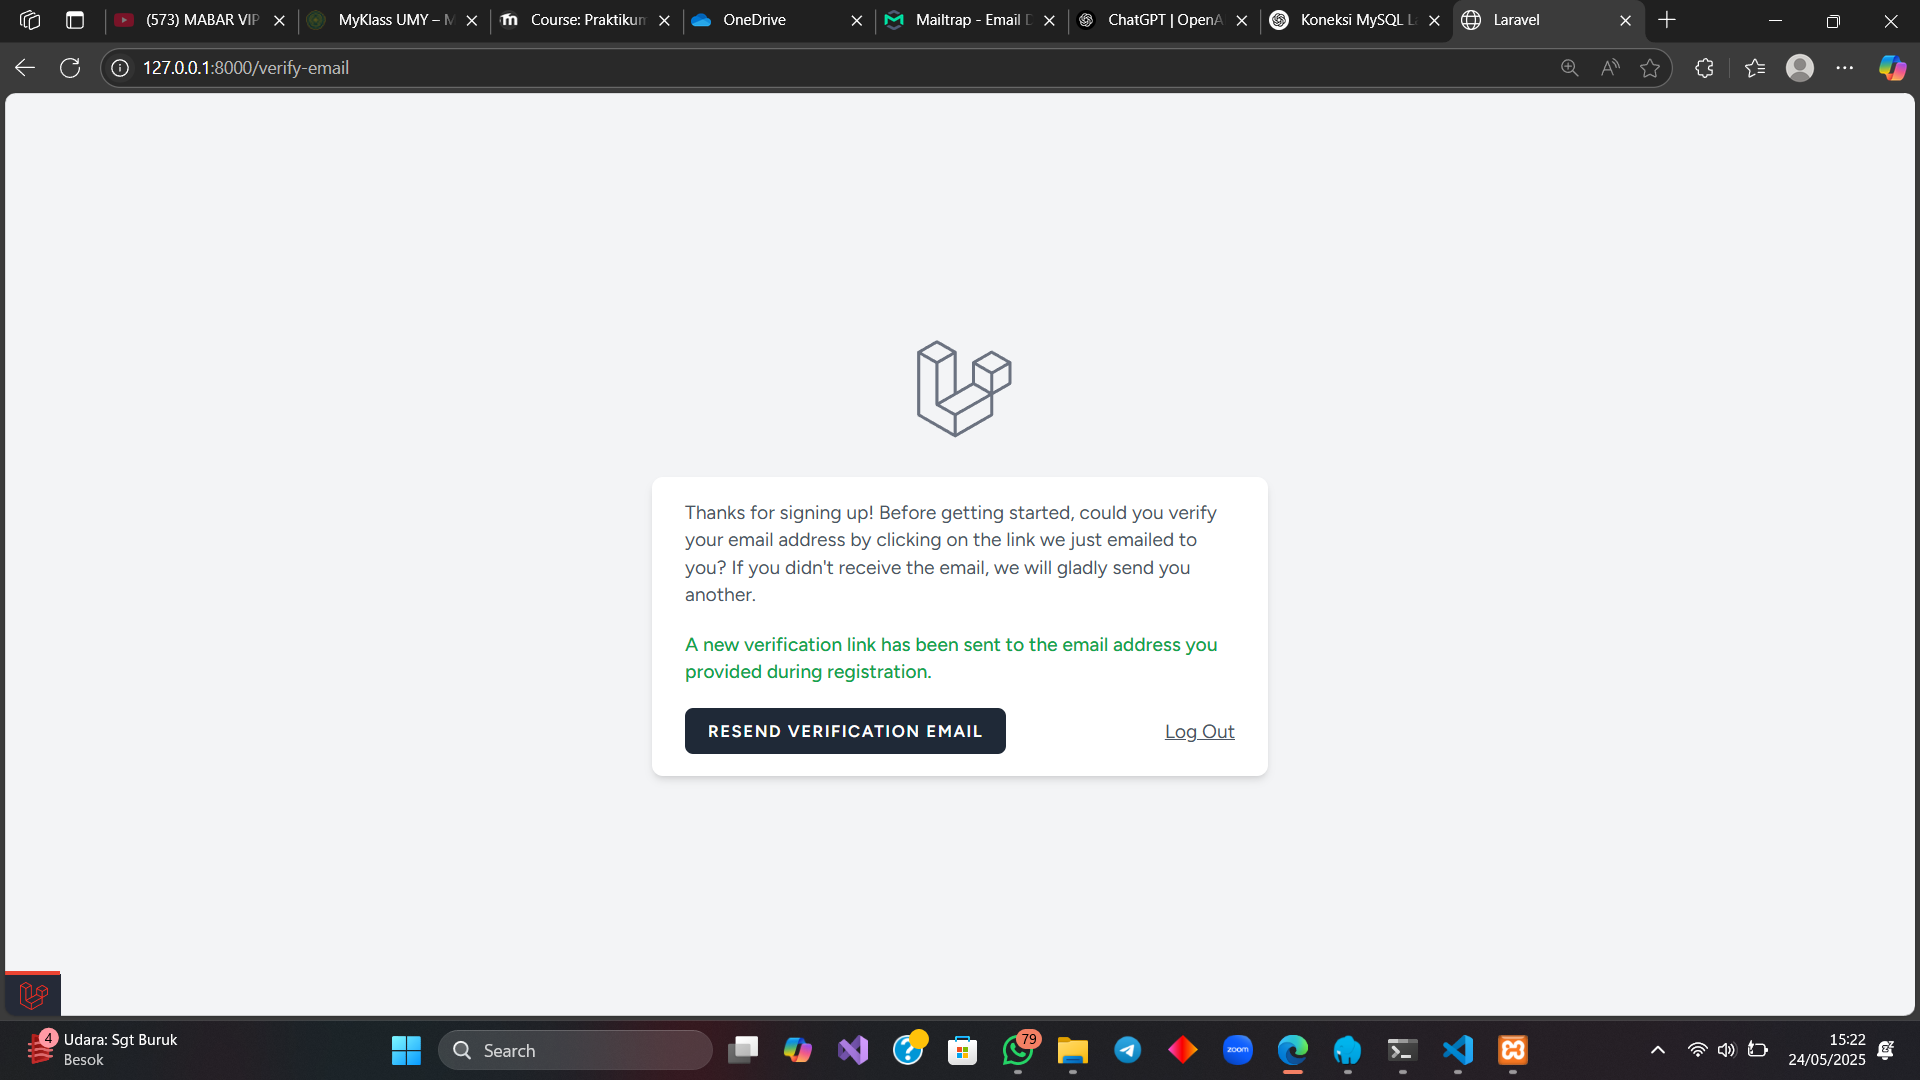 (573) MABAR VIP
MyKlass UMY – M
Course: Praktikum
OneDrive
Mailtrap - Email D
ChatGPT | OpenA
Koneksi MySQL La
Laravel
127.0.0.1:8000/verify-email
Thanks for signing up! Before getting started, could you verify
your email address by clicking on the link we just emailed to
you? If you didn't receive the email, we will gladly send you
another.
A new verification link has been sent to the email address you
provided during registration.
RESEND VERIFICATION EMAIL
Log Out
4
Udara: Sgt Buruk
Besok
Search
79
zoom
15:22
24/05/2025